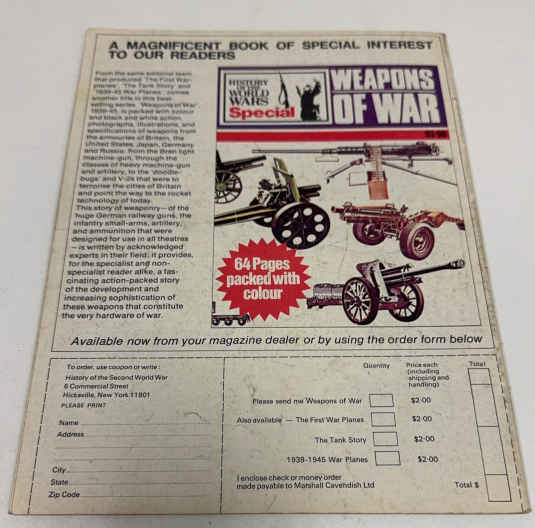 A MAGNIFICENT BOOK OF SPECIAL INTEREST
TO OUR READERS
From the same editorial team
that produced 'The First War-
planes', 'The Tank Story' and
'1939-45 War Planes', comes
another title in this best-
selling series. 'Weapons of War'
1939-45, is packed with colour
and black and white action
photographs, illustrations, and
specifications of weapons from
the armouries of Britain, the
United States, Japan, Germany
and Russia: from the Bren light
machine-gun, through the
classes of heavy machine-gun
and artillery, to the 'doodle-
bugs' and V-2s that were to
terrorise the cities of Britain
and point the way to the rocket
technology of today.
This story of weaponry—of the
huge German railway guns, the
infantry small-arms, artillery,
and ammunition that were
designed for use in all theatres
— is written by acknowledged
experts in their field; it provides,
for the specialist and non-
specialist reader alike, a fas-
cinating action-packed story
of the development and
increasing sophistication of
these weapons that constitute
the very hardware of war.
HISTORY
OF THE
WORLD
WARS
Special
WEAPONS
OF WAR
64 Pages
packed with
colour
Available now from your magazine dealer or by using the order form below
To order, use coupon or write:
History of the Second World War
6 Commercial Street
Hicksville, New York 11801
PLEASE PRINT
Name
Address
City
State
Zip Code
Quantity Price each Total
(including
shipping and
handling)
Please send me Weapons of War $2·00
Also available — The First War Planes $2·00
The Tank Story $2·00
1939-1945 War Planes $2·00
I enclose check or money order
made payable to Marshall Cavendish Ltd Total $